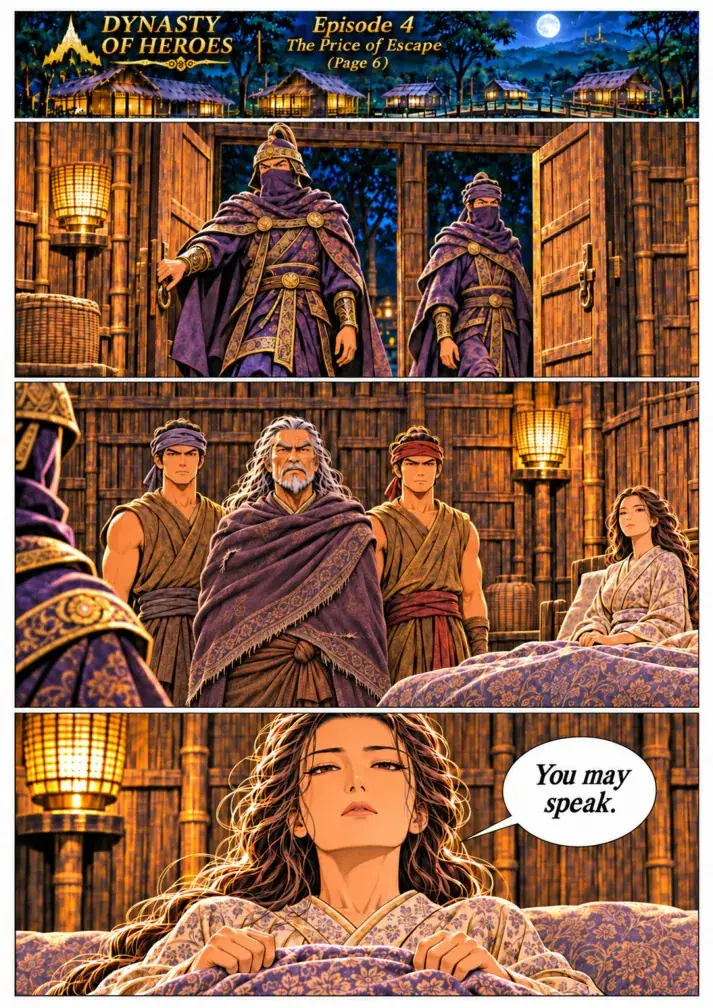 DYNASTY
OF HEROES
Episode 4
The Price of Escape
(Page 6)
You may
speak.